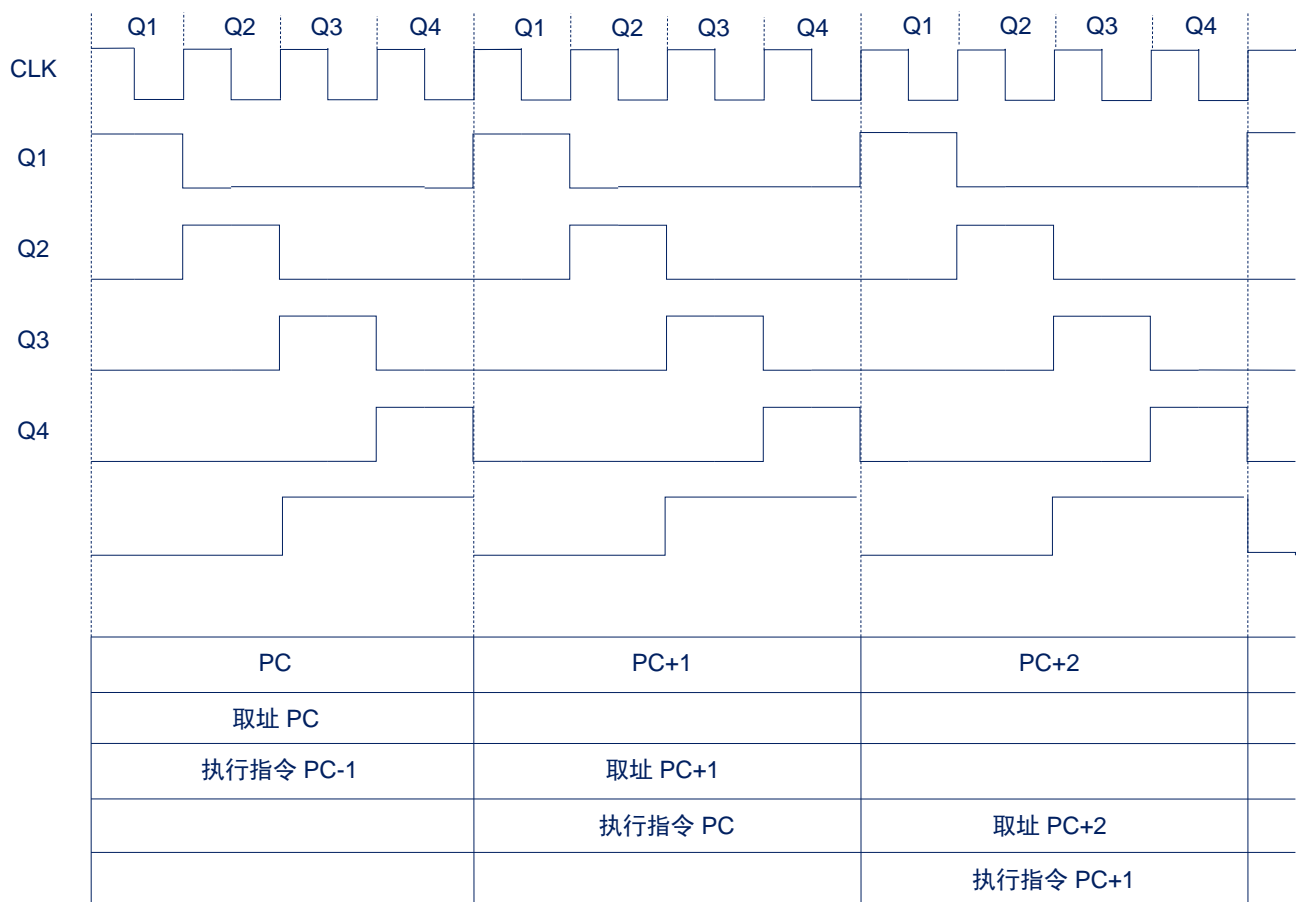 Q1 Q2 Q3 Q4 Q1 Q2 Q3 Q4 Q1 Q2 Q3 Q4
CLK
Q1
Q2
Q3
Q4
PC PC+1 PC+2
取址 PC
执行指令 PC-1 取址 PC+1
执行指令 PC 取址 PC+2
执行指令 PC+1